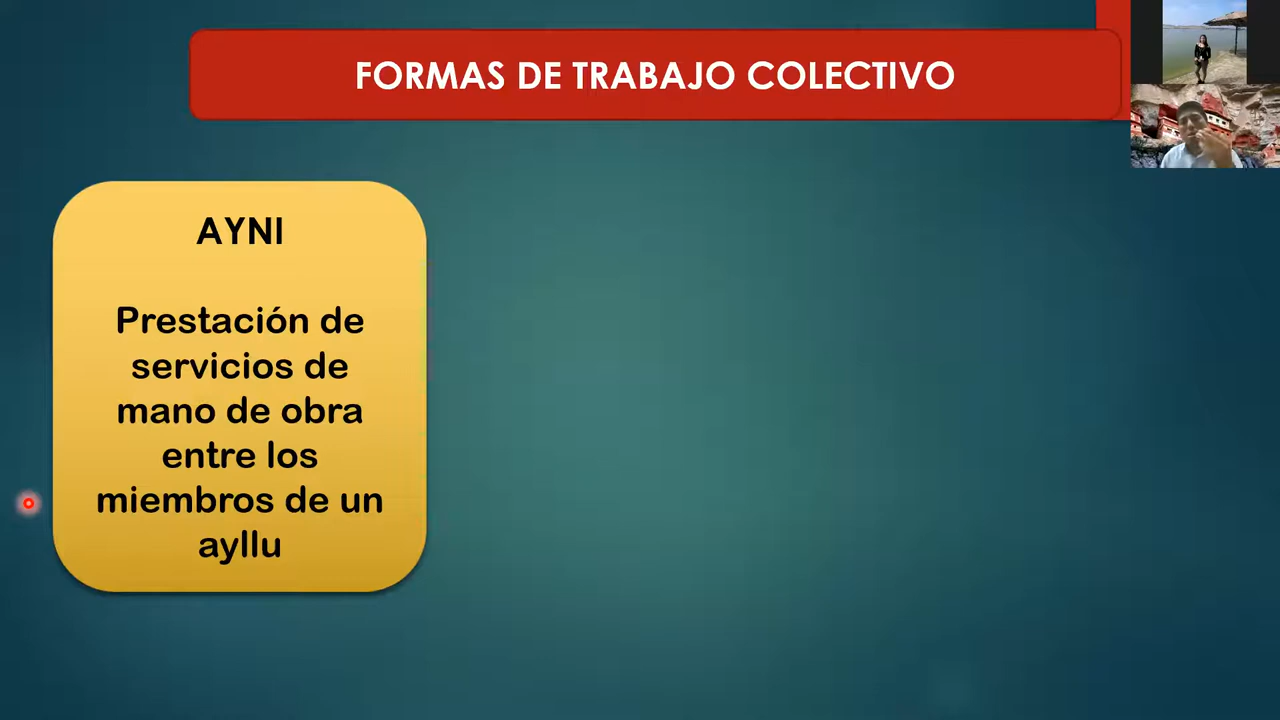 FORMAS DE TRABAJO COLECTIVO
AYNI
Prestación de
servicios de
mano de obra
entre los
miembros de un
ayllu